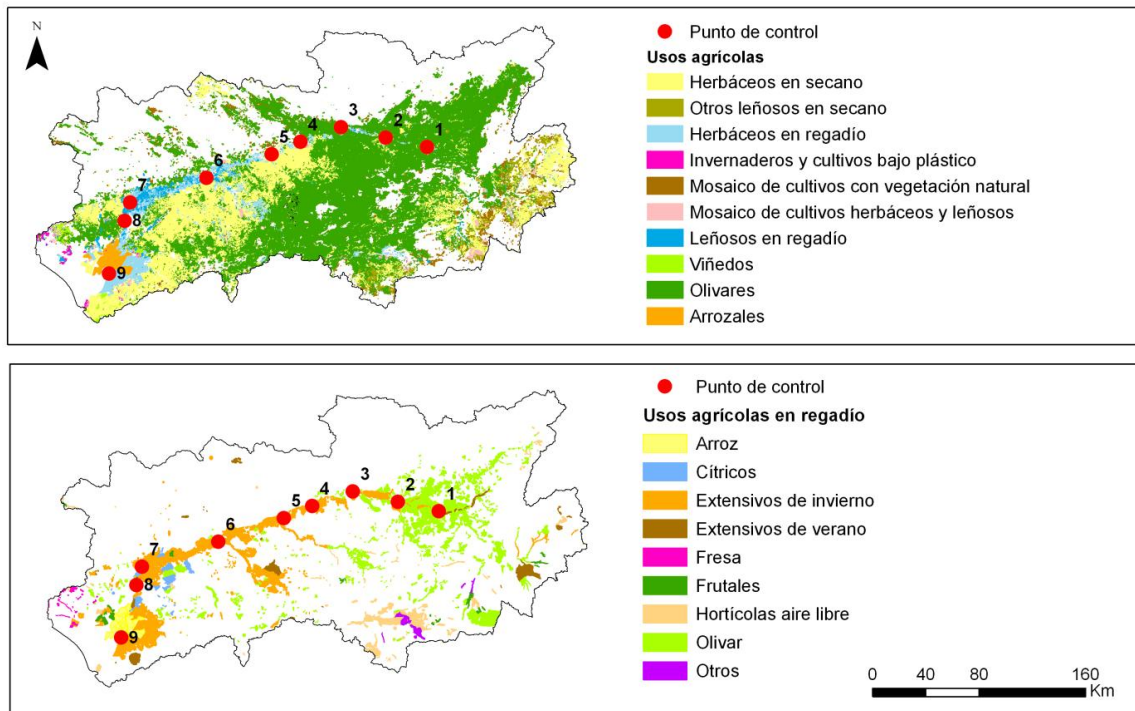 N
Punto de control
Usos agrícolas
Herbáceos en secano
Otros leñosos en secano
Herbáceos en regadío
Invernaderos y cultivos bajo plástico
Mosaico de cultivos con vegetación natural
Mosaico de cultivos herbáceos y leñosos
Leñosos en regadío
Viñedos
Olivares
Arrozales
3
2
4
1
5
6
7
8
9
Punto de control
Usos agrícolas en regadío
Arroz
Cítricos
Extensivos de invierno
Extensivos de verano
Fresa
Frutales
Hortícolas aire libre
Olivar
Otros
3
2
4
1
5
6
7
8
9
0 40 80 160
Km